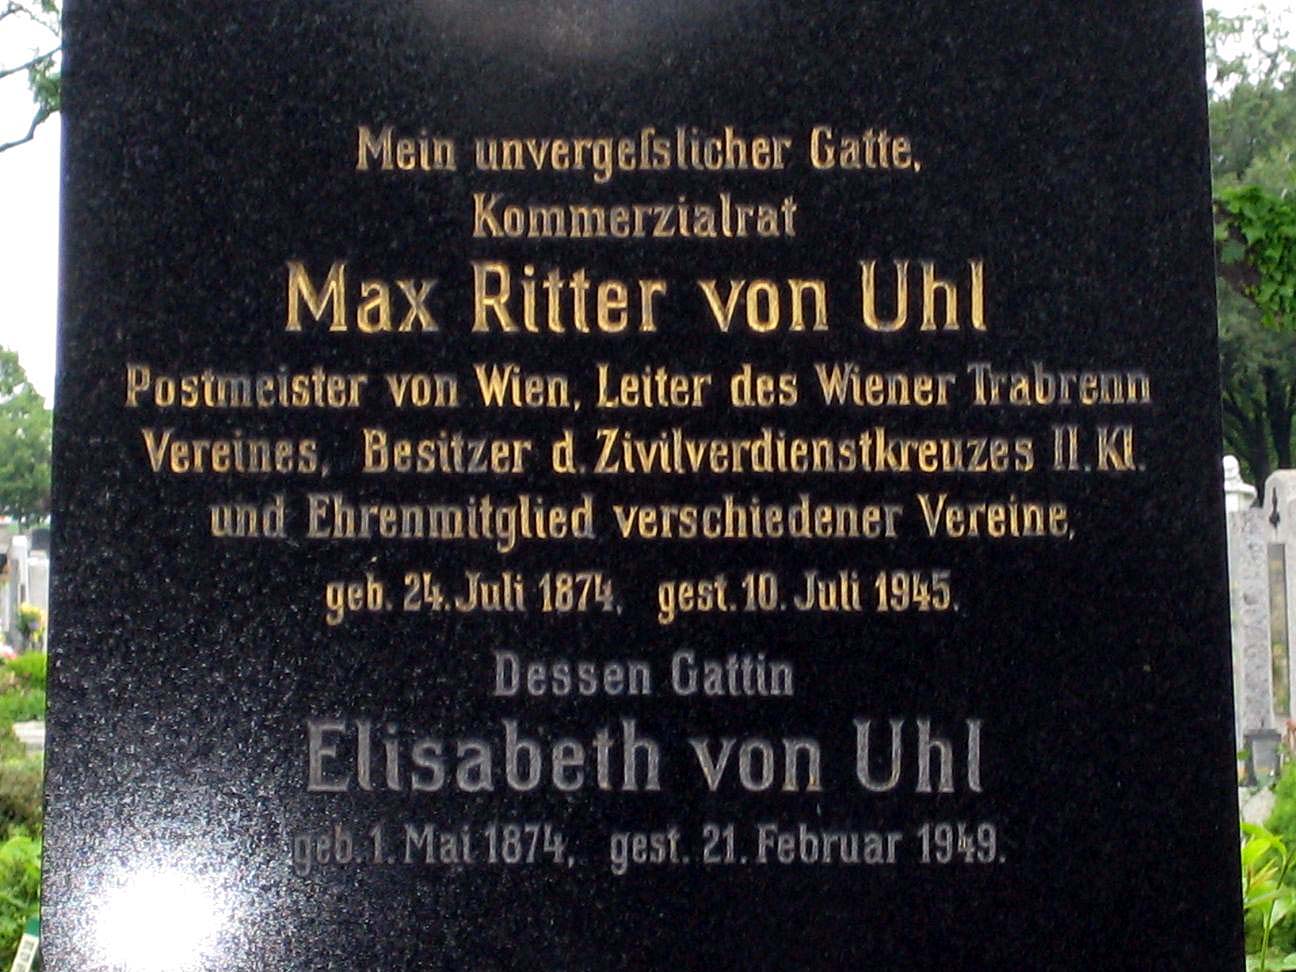 Mein unvergeſslicher Gatte,
Kommerzialrat
Max Ritter von Uhl
Postmeister von Wien, Leiter des Wiener Trabrenn
Vereines, Besitzer d. Zivilverdienstkreuzes II. Kl.
und Ehrenmitglied verschiedener Vereine,
geb. 24. Juli 1874, gest. 10. Juli 1945.
Dessen Gattin
Elisabeth von Uhl
geb. 1. Mai 1874, gest. 21. Februar 1949.